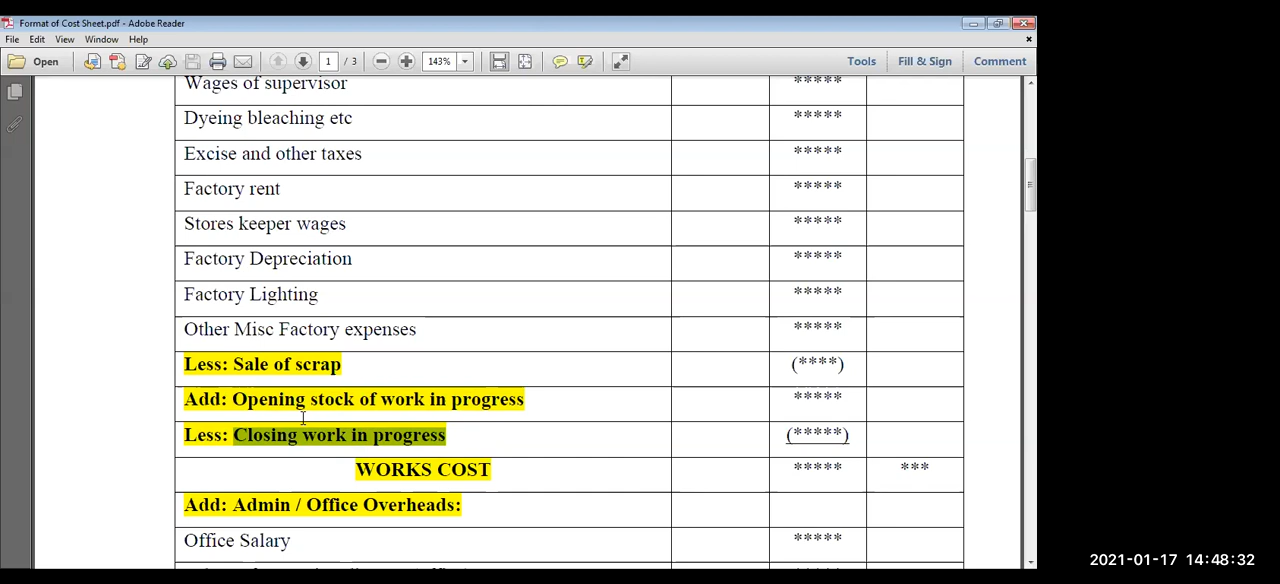 Format of Cost Sheet.pdf - Adobe Reader
File Edit View Window Help
Open 1 / 3 143% Tools Fill & Sign Comment
Wages of supervisor *****
Dyeing bleaching etc *****
Excise and other taxes *****
Factory rent *****
Stores keeper wages *****
Factory Depreciation *****
Factory Lighting *****
Other Misc Factory expenses *****
Less: Sale of scrap (****)
Add: Opening stock of work in progress *****
Less: Closing work in progress (*****)
WORKS COST ***** ***
Add: Admin / Office Overheads:
Office Salary *****
2021-01-17 14:48:32